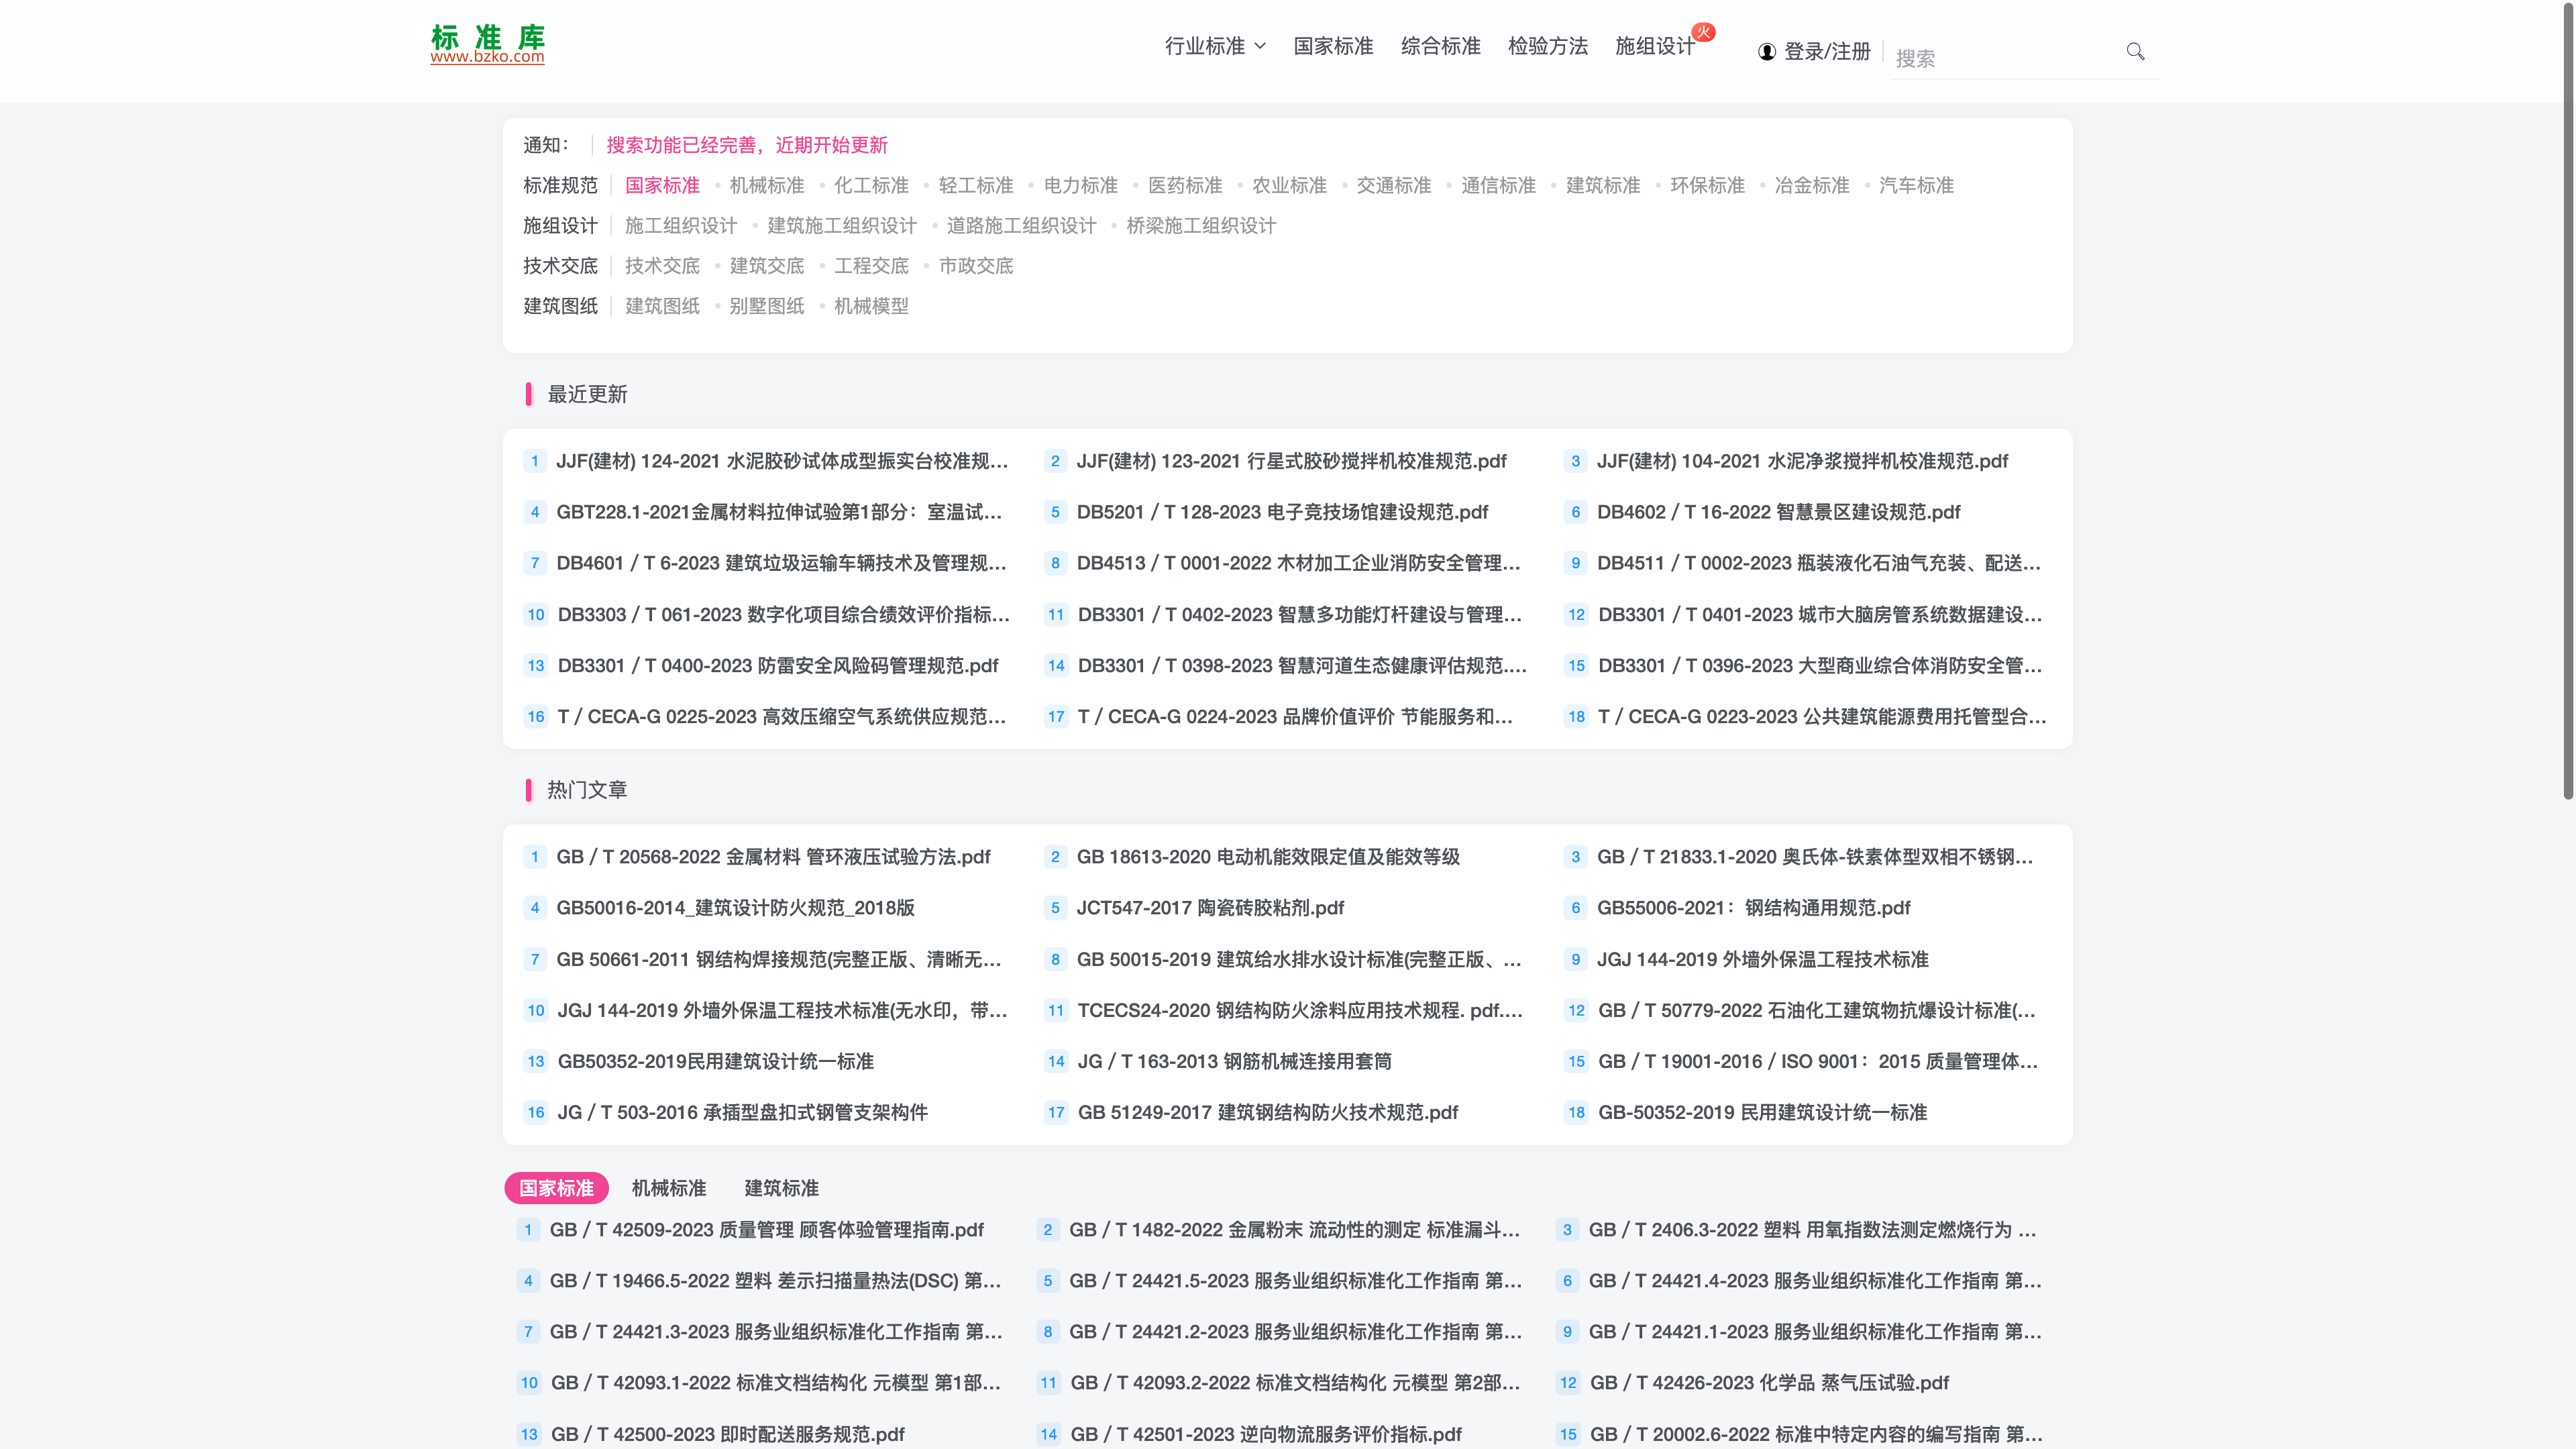 标 准 库
www.bzko.com
行业标准 国家标准 综合标准 检验方法 施组设计 火 登录/注册 搜索
通知： 搜索功能已经完善，近期开始更新
标准规范 国家标准 机械标准 化工标准 轻工标准 电力标准 医药标准 农业标准 交通标准 通信标准 建筑标准 环保标准 冶金标准 汽车标准
施组设计 施工组织设计 建筑施工组织设计 道路施工组织设计 桥梁施工组织设计
技术交底 技术交底 建筑交底 工程交底 市政交底
建筑图纸 建筑图纸 别墅图纸 机械模型
最近更新
1 JJF(建材) 124-2021 水泥胶砂试体成型振实台校准规… 2 JJF(建材) 123-2021 行星式胶砂搅拌机校准规范.pdf 3 JJF(建材) 104-2021 水泥净浆搅拌机校准规范.pdf
4 GBT228.1-2021金属材料拉伸试验第1部分：室温试… 5 DB5201 / T 128-2023 电子竞技场馆建设规范.pdf 6 DB4602 / T 16-2022 智慧景区建设规范.pdf
7 DB4601 / T 6-2023 建筑垃圾运输车辆技术及管理规… 8 DB4513 / T 0001-2022 木材加工企业消防安全管理… 9 DB4511 / T 0002-2023 瓶装液化石油气充装、配送…
10 DB3303 / T 061-2023 数字化项目综合绩效评价指标… 11 DB3301 / T 0402-2023 智慧多功能灯杆建设与管理… 12 DB3301 / T 0401-2023 城市大脑房管系统数据建设…
13 DB3301 / T 0400-2023 防雷安全风险码管理规范.pdf 14 DB3301 / T 0398-2023 智慧河道生态健康评估规范.… 15 DB3301 / T 0396-2023 大型商业综合体消防安全管…
16 T / CECA-G 0225-2023 高效压缩空气系统供应规范… 17 T / CECA-G 0224-2023 品牌价值评价 节能服务和… 18 T / CECA-G 0223-2023 公共建筑能源费用托管型合…
热门文章
1 GB / T 20568-2022 金属材料 管环液压试验方法.pdf 2 GB 18613-2020 电动机能效限定值及能效等级 3 GB / T 21833.1-2020 奥氏体-铁素体型双相不锈钢…
4 GB50016-2014_建筑设计防火规范_2018版 5 JCT547-2017 陶瓷砖胶粘剂.pdf 6 GB55006-2021：钢结构通用规范.pdf
7 GB 50661-2011 钢结构焊接规范(完整正版、清晰无… 8 GB 50015-2019 建筑给水排水设计标准(完整正版、… 9 JGJ 144-2019 外墙外保温工程技术标准
10 JGJ 144-2019 外墙外保温工程技术标准(无水印，带… 11 TCECS24-2020 钢结构防火涂料应用技术规程. pdf.… 12 GB / T 50779-2022 石油化工建筑物抗爆设计标准(…
13 GB50352-2019民用建筑设计统一标准 14 JG / T 163-2013 钢筋机械连接用套筒 15 GB / T 19001-2016 / ISO 9001：2015 质量管理体…
16 JG / T 503-2016 承插型盘扣式钢管支架构件 17 GB 51249-2017 建筑钢结构防火技术规范.pdf 18 GB-50352-2019 民用建筑设计统一标准
国家标准 机械标准 建筑标准
1 GB / T 42509-2023 质量管理 顾客体验管理指南.pdf 2 GB / T 1482-2022 金属粉末 流动性的测定 标准漏斗… 3 GB / T 2406.3-2022 塑料 用氧指数法测定燃烧行为 …
4 GB / T 19466.5-2022 塑料 差示扫描量热法(DSC) 第… 5 GB / T 24421.5-2023 服务业组织标准化工作指南 第… 6 GB / T 24421.4-2023 服务业组织标准化工作指南 第…
7 GB / T 24421.3-2023 服务业组织标准化工作指南 第… 8 GB / T 24421.2-2023 服务业组织标准化工作指南 第… 9 GB / T 24421.1-2023 服务业组织标准化工作指南 第…
10 GB / T 42093.1-2022 标准文档结构化 元模型 第1部… 11 GB / T 42093.2-2022 标准文档结构化 元模型 第2部… 12 GB / T 42426-2023 化学品 蒸气压试验.pdf
13 GB / T 42500-2023 即时配送服务规范.pdf 14 GB / T 42501-2023 逆向物流服务评价指标.pdf 15 GB / T 20002.6-2022 标准中特定内容的编写指南 第…